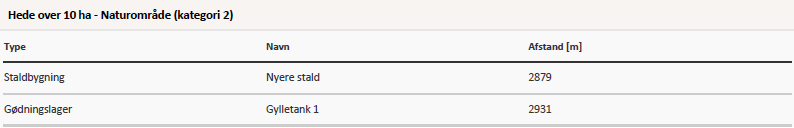 Hede over 10 ha - Naturområde (kategori 2)
Type Navn Afstand [m]
Staldbygning Nyere stald 2879
Gødningslager Gylletank 1 2931